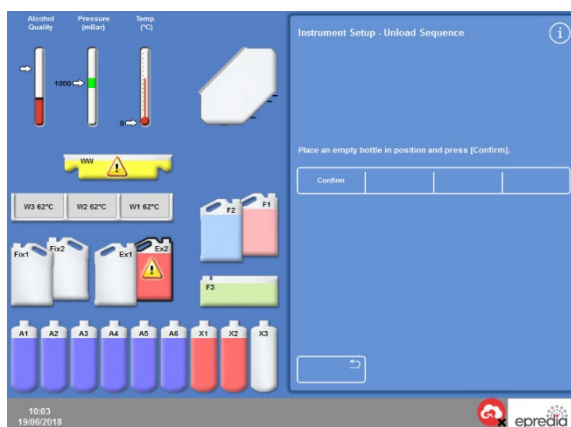 Alcohol Quality
Pressure (mBar)
Temp. (°C)
1000
0
WW
W3 62°C
W2 62°C
W1 62°C
F2
F1
Fix1
Fix2
Ex1
Ex2
F3
A1
A2
A3
A4
A5
A6
X1
X2
X3
Instrument Setup - Unload Sequence
i
Place an empty bottle in position and press [Confirm].
Confirm
10:03
19/06/2018
epredia